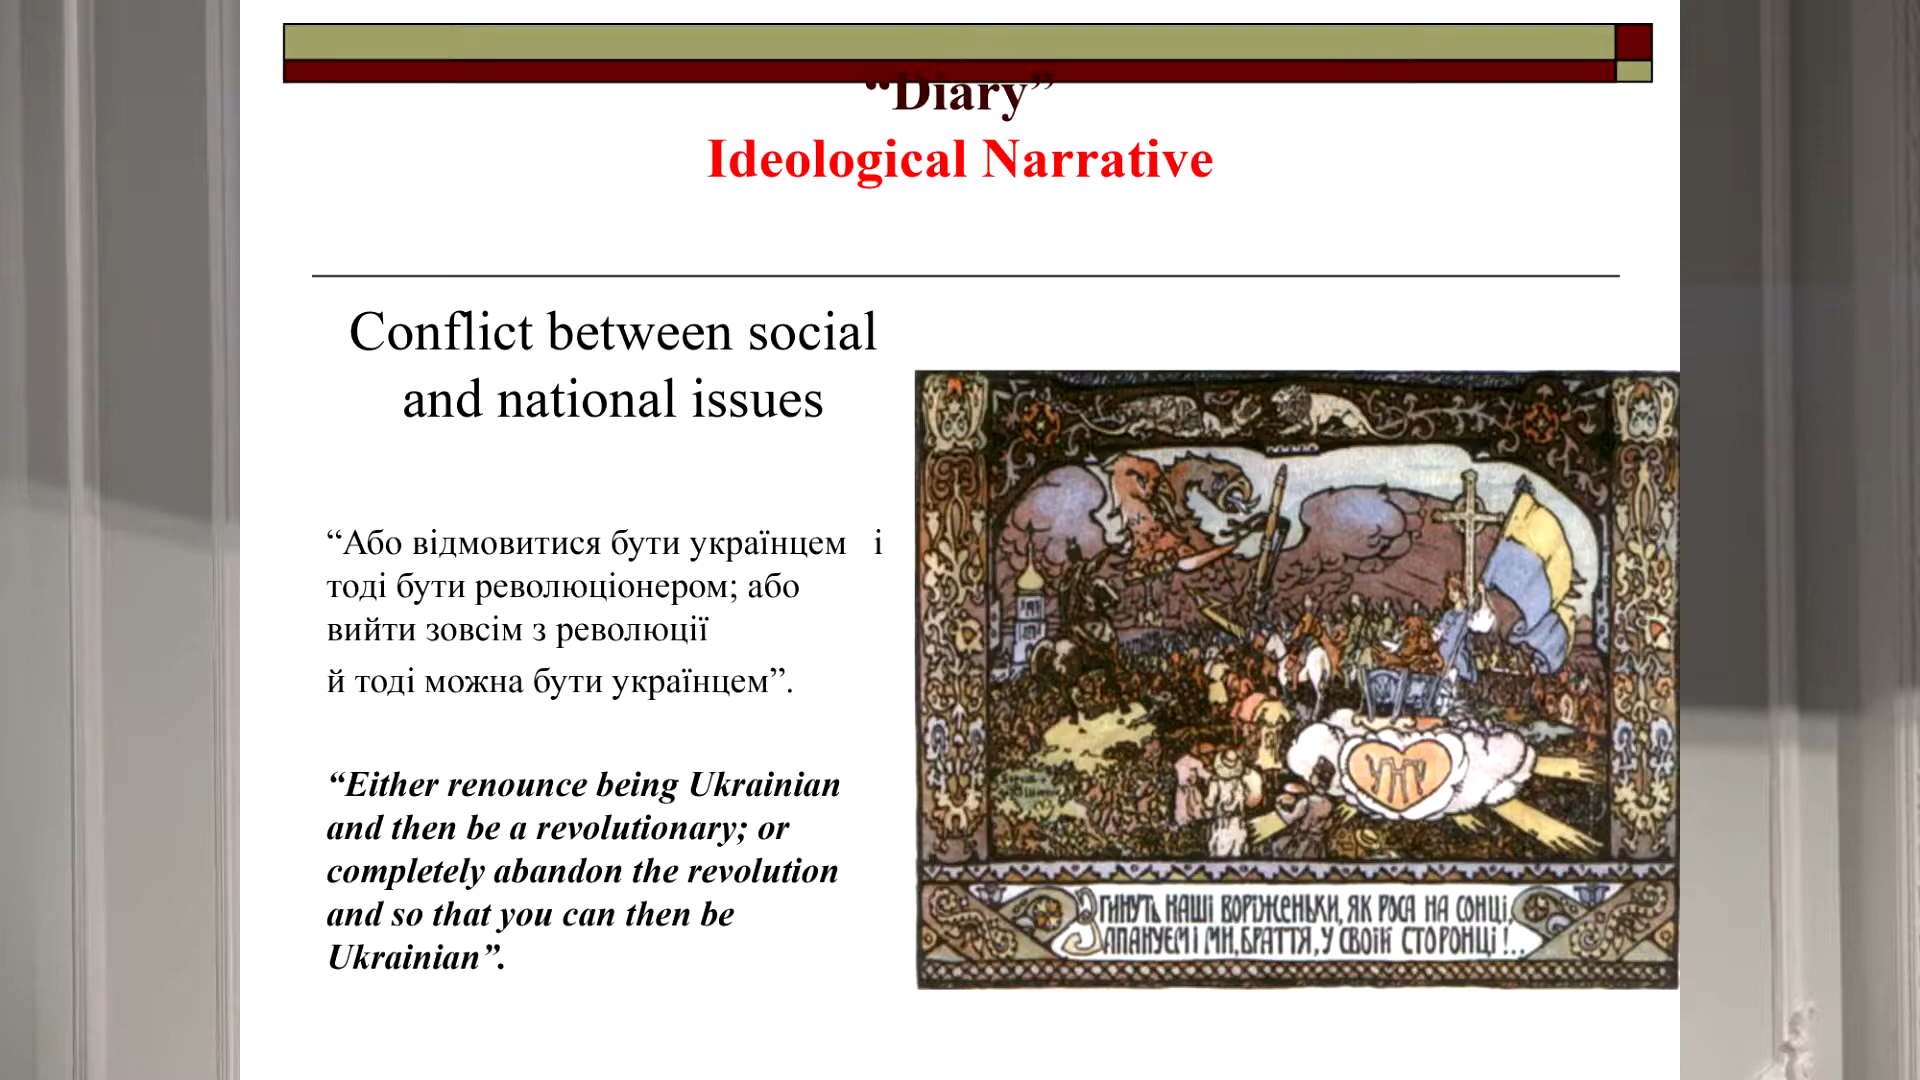 “Diary”
Ideological Narrative
Conflict between social
and national issues
“Або відмовитися бути українцем і
тоді бути революціонером; або
вийти зовсім з революції
й тоді можна бути українцем”.
“Either renounce being Ukrainian
and then be a revolutionary; or
completely abandon the revolution
and so that you can then be
Ukrainian”.
УНР
Згинуть наші воріженьки, як роса на сонці,
Запануєм і ми, браття, у своїй сторонці!..